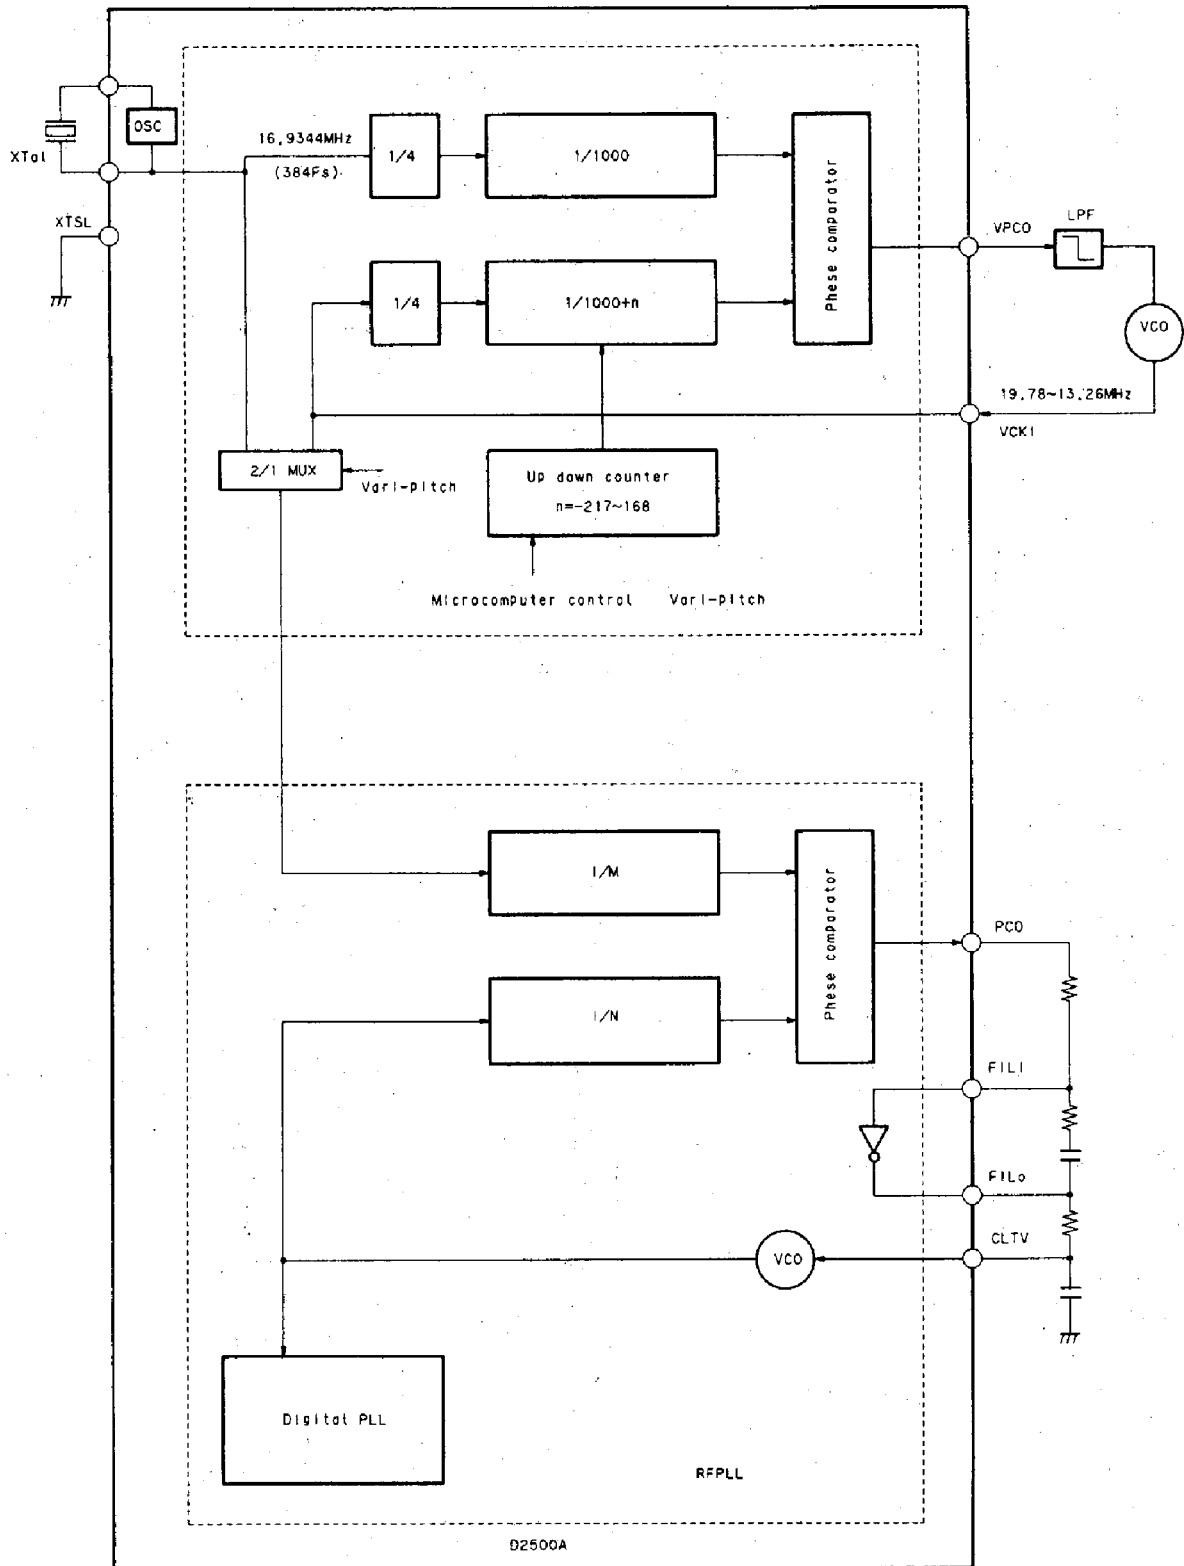 OSC
XTal
16.9344MHz
(384Fs)
1/4
1/1000
Phese comparator
XTSL
VPCO
LPF
1/4
1/1000+n
VCO
19.78~13.26MHz
VCKI
2/1 MUX
Vari-pitch
Up down counter
n=-217~168
Microcomputer control Vari-pitch
1/M
Phese comparator
PCO
1/N
FILI
FILo
CLTV
VCO
Digital PLL
RFPLL
D2500A